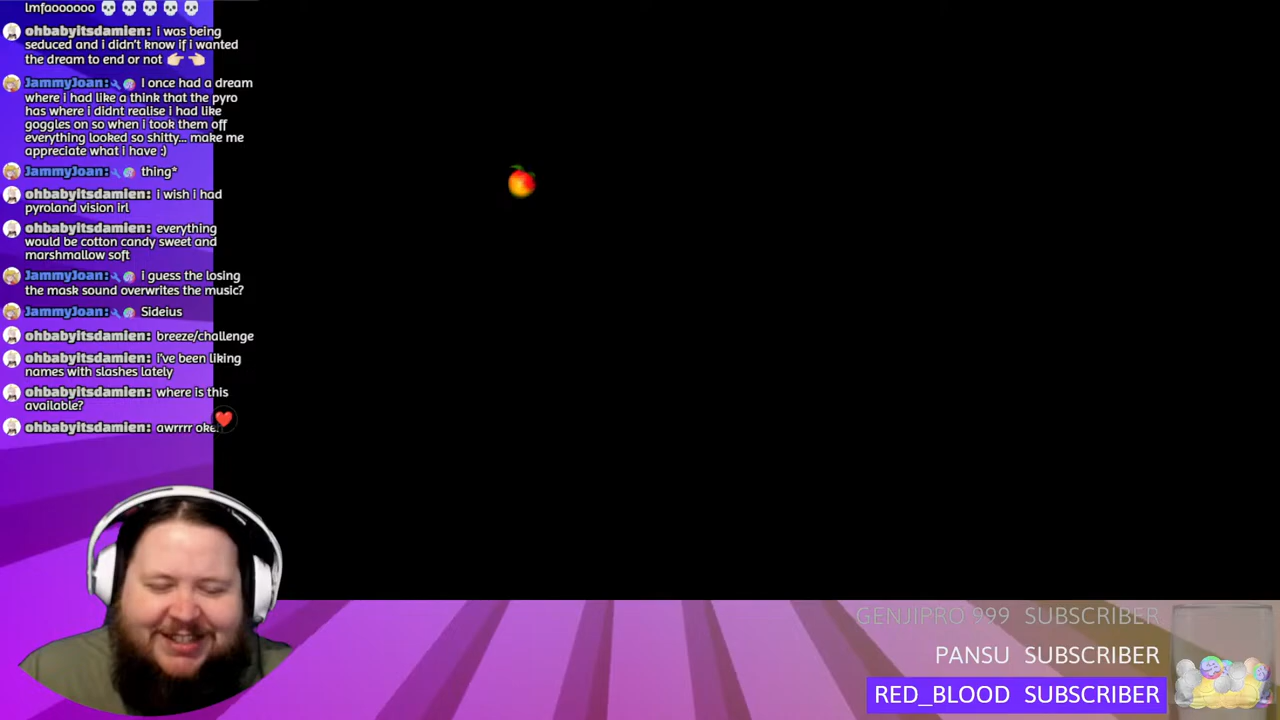 lmfaoooooo 💀 💀 💀 💀 💀
ohbabyitsdamien: i was being
seduced and i didn't know if i wanted
the dream to end or not 👉🏻 👈🏻
JammyJoan: I once had a dream
where i had like a think that the pyro
has where i didnt realise i had like
goggles on so when i took them off
everything looked so shitty... make me
appreciate what i have :)
JammyJoan: thing*
ohbabyitsdamien: i wish i had
pyroland vision irl
ohbabyitsdamien: everything
would be cotton candy sweet and
marshmallow soft
JammyJoan: i guess the losing
the mask sound overwrites the music?
JammyJoan: Sideius
ohbabyitsdamien: breeze/challenge
ohbabyitsdamien: i've been liking
names with slashes lately
ohbabyitsdamien: where is this
available?
ohbabyitsdamien: awrrrr oke
GENJIPRO 999 SUBSCRIBER
PANSU SUBSCRIBER
RED_BLOOD SUBSCRIBER